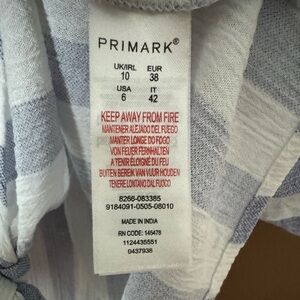 PRIMARK®
UK/IRL EUR
10 38
USA IT
6 42
KEEP AWAY FROM FIRE
MANTENER ALEJADO DEL FUEGO
MANTER LONGE DO FOGO
VON FEUER FERNHALTEN
A TENIR ÉLOIGNÉ DU FEU
BUITEN BEREIK VAN VUUR HOUDEN
TENERE LONTANO DAL FUOCO
8266-083385
9184091-0505-08010
MADE IN INDIA
RN CODE: 145478
1124435551
0437938